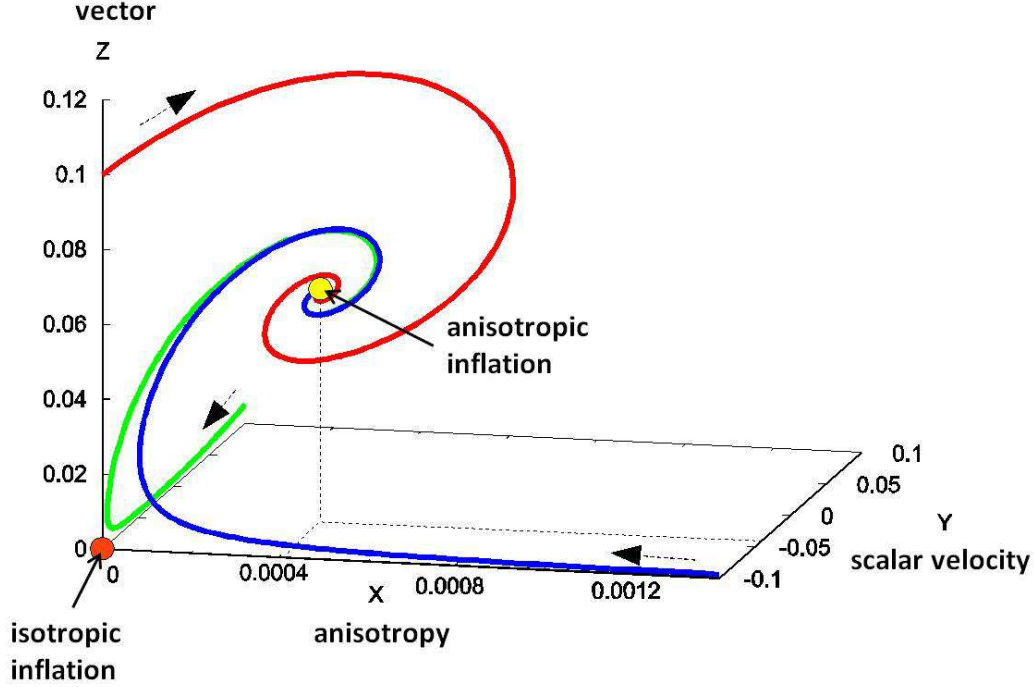 vector
Z
0.12
0.1
0.08
0.06
0.04
0.02
0
anisotropic
inflation
0.1
0.05
0
-0.05
-0.1
Y
scalar velocity
0
0.0004
0.0008
0.0012
X
anisotropy
isotropic
inflation